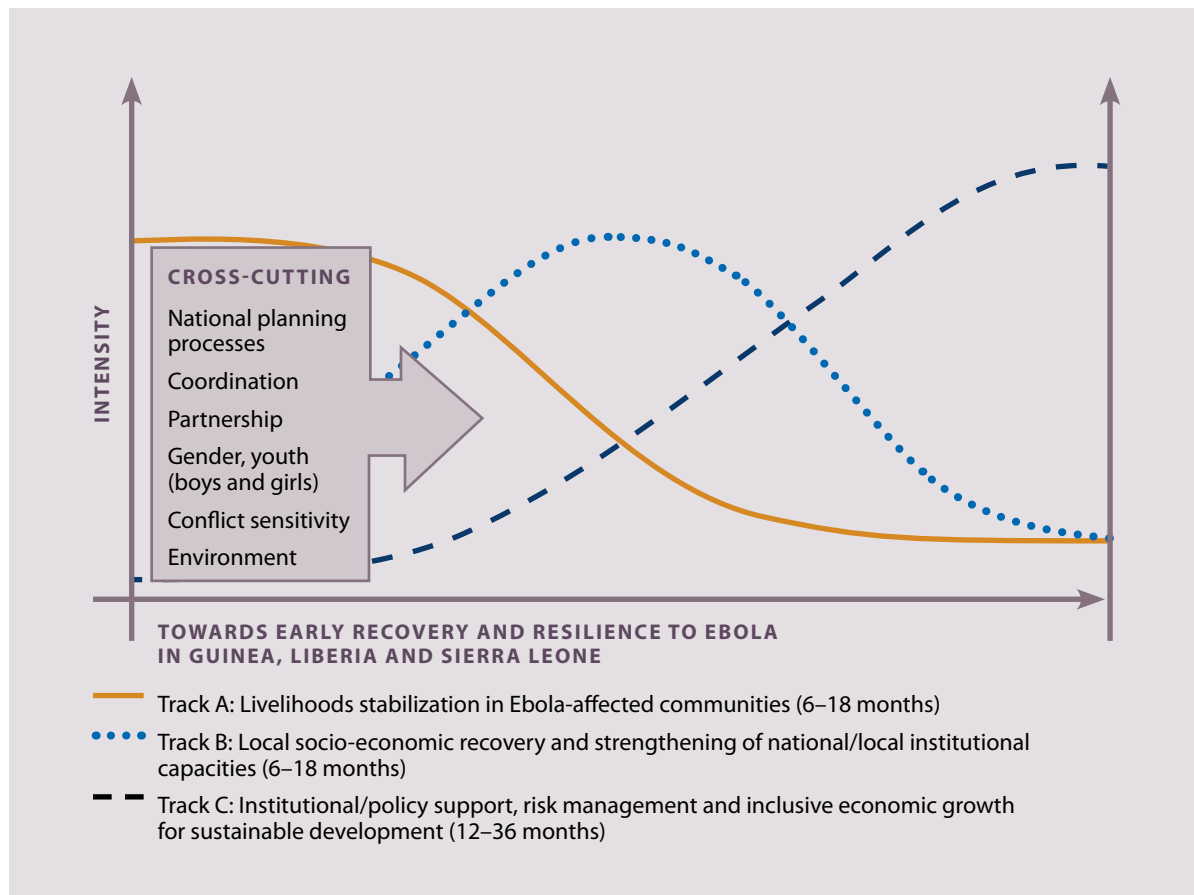 INTENSITY
CROSS-CUTTING
National planning
processes
Coordination
Partnership
Gender, youth
(boys and girls)
Conflict sensitivity
Environment
TOWARDS EARLY RECOVERY AND RESILIENCE TO EBOLA
IN GUINEA, LIBERIA AND SIERRA LEONE
Track A: Livelihoods stabilization in Ebola-affected communities (6–18 months)
Track B: Local socio-economic recovery and strengthening of national/local institutional
capacities (6–18 months)
Track C: Institutional/policy support, risk management and inclusive economic growth
for sustainable development (12–36 months)